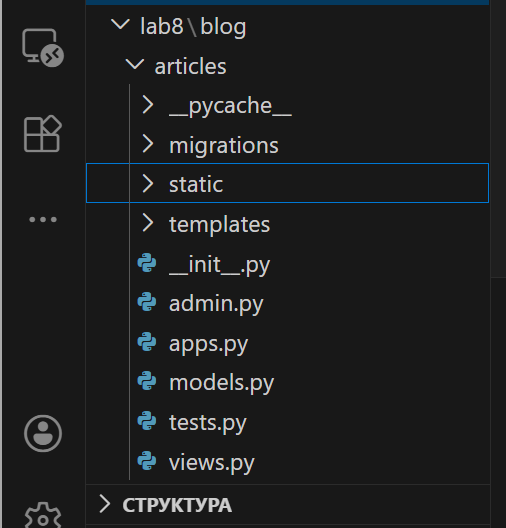 lab8\blog
articles
__pycache__
migrations
static
templates
__init__.py
admin.py
apps.py
models.py
tests.py
views.py
СТРУКТУРА